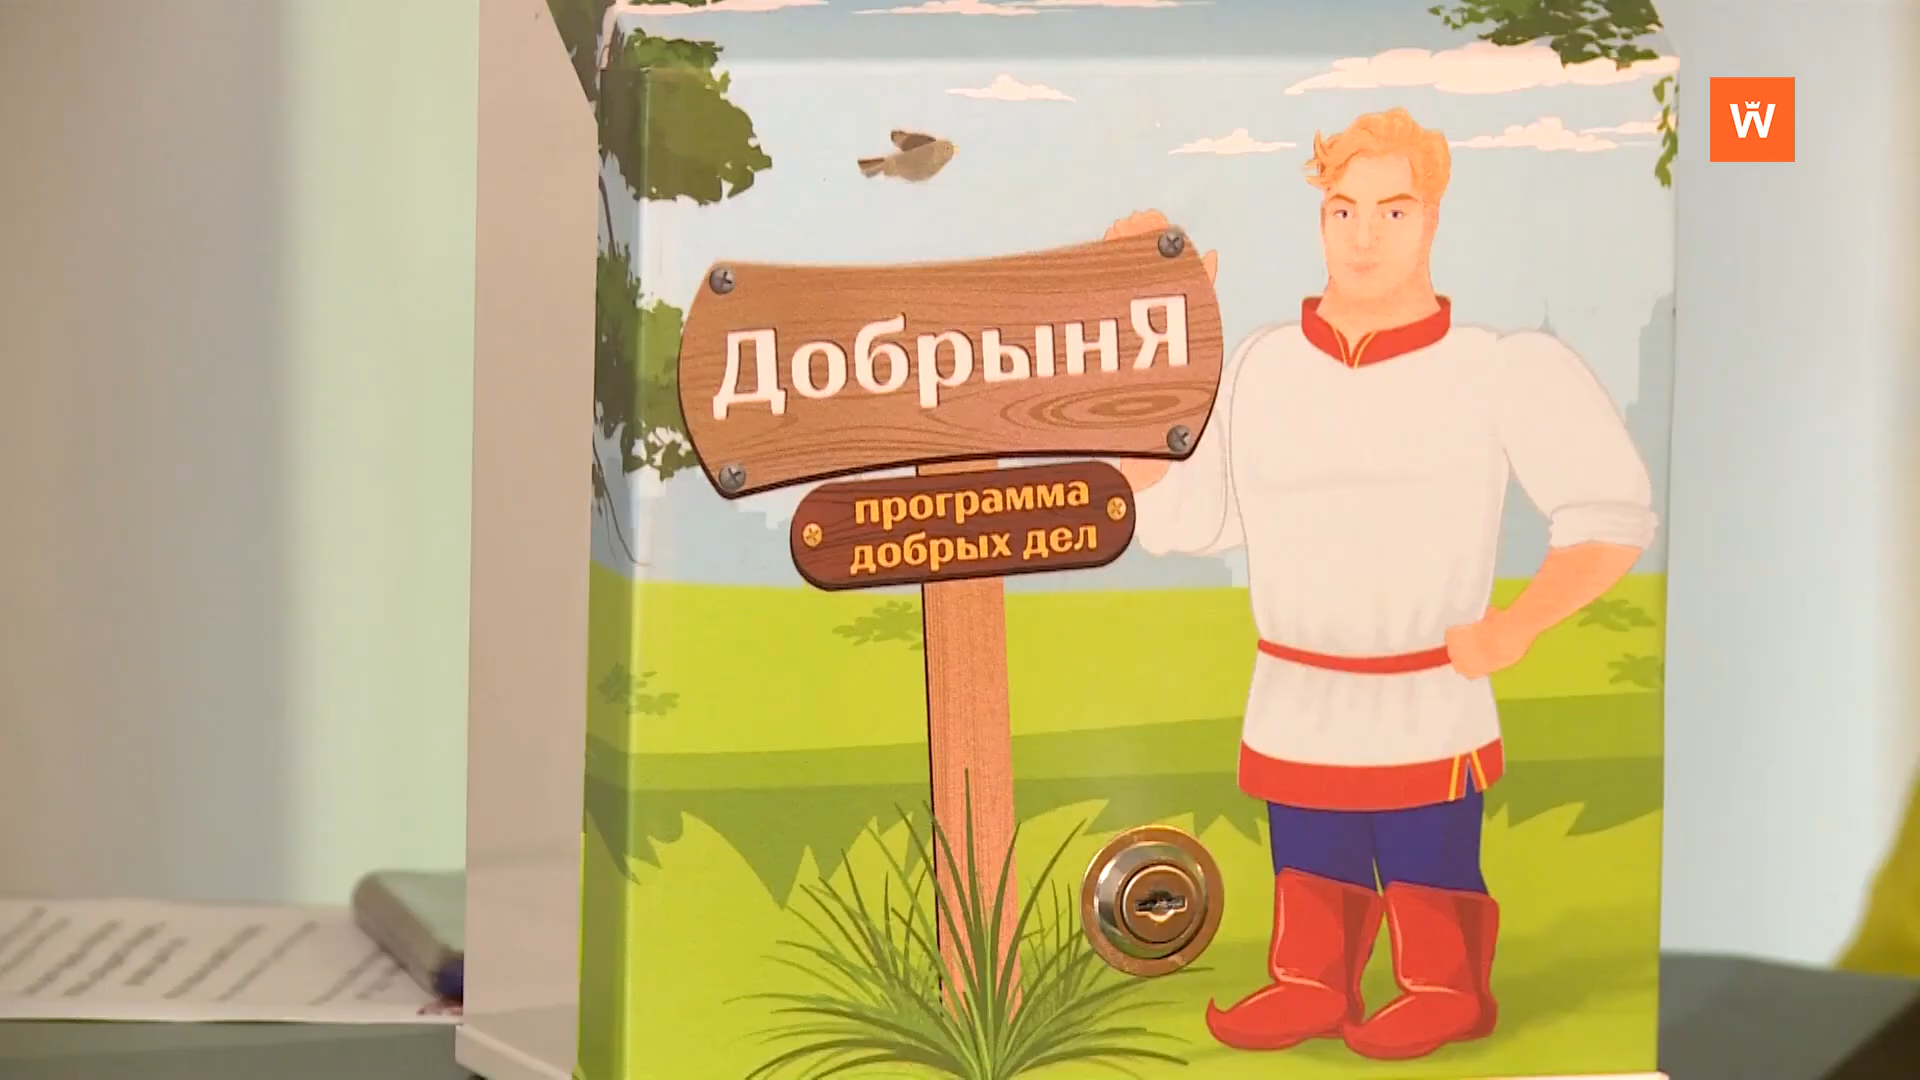 ДобрынЯ
программа
добрых дел
W